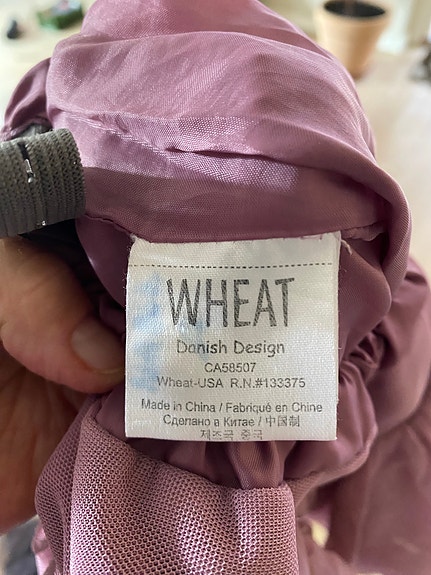 WHEAT
Danish Design
CA58507
Wheat-USA R.N.#133375
Made in China / Fabriqué en Chine
Сделано в Китае / 中国制
제조국 중국